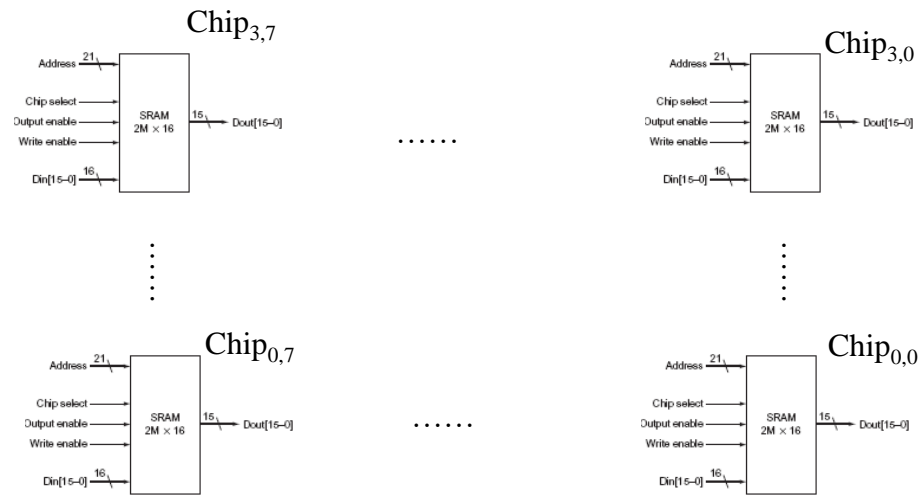 Chip3,7
Address 21
Chip select
Output enable
Write enable
Din[15–0] 16
SRAM
2M × 16
15 Dout[15–0]
......
Chip3,0
Address 21
Chip select
Output enable
Write enable
Din[15–0] 16
SRAM
2M × 16
15 Dout[15–0]
Chip0,7
Address 21
Chip select
Output enable
Write enable
Din[15–0] 16
SRAM
2M × 16
15 Dout[15–0]
......
Chip0,0
Address 21
Chip select
Output enable
Write enable
Din[15–0] 16
SRAM
2M × 16
15 Dout[15–0]